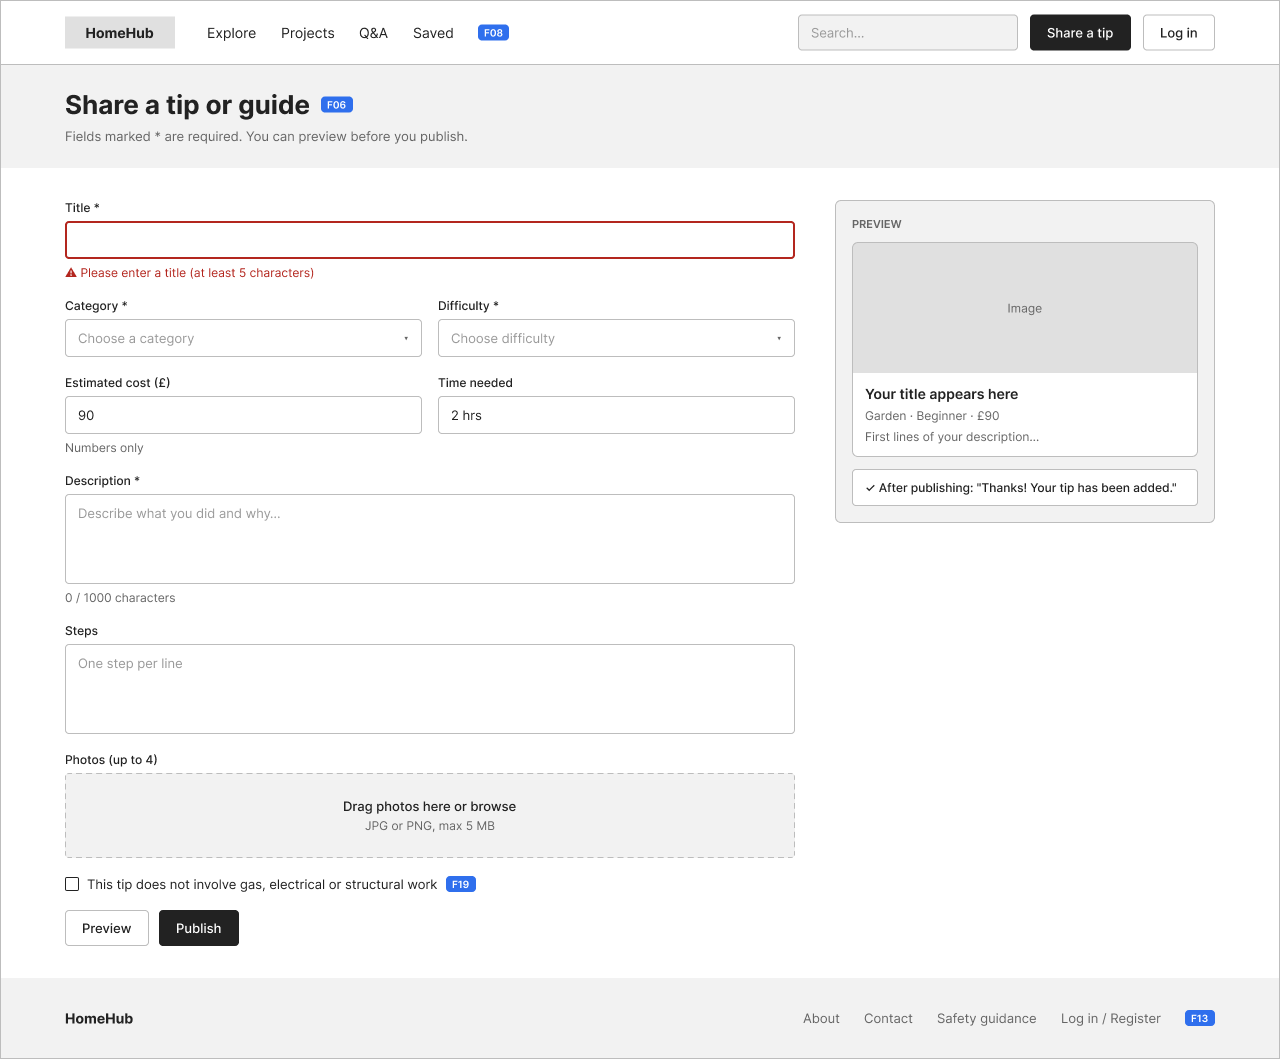 HomeHub
Explore Projects Q&A Saved F08
Search...
Share a tip
Log in
Share a tip or guide F06
Fields marked * are required. You can preview before you publish.
Title *
Please enter a title (at least 5 characters)
Category * Difficulty *
Choose a category Choose difficulty
Estimated cost (£) Time needed
90 2 hrs
Numbers only
Description *
Describe what you did and why...
0 / 1000 characters
Steps
One step per line
Photos (up to 4)
Drag photos here or browse
JPG or PNG, max 5 MB
This tip does not involve gas, electrical or structural work F19
Preview Publish
PREVIEW
Image
Your title appears here
Garden · Beginner · £90
First lines of your description...
✓ After publishing: "Thanks! Your tip has been added."
HomeHub
About Contact Safety guidance Log in / Register F13